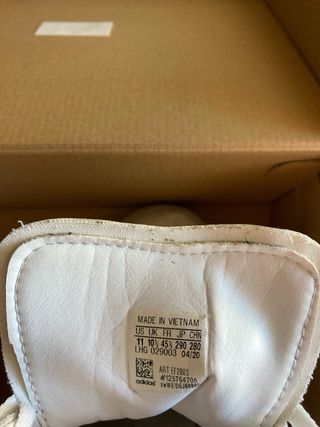 MADE IN VIETNAM
US UK FR JP CHN
11 10½ 45⅓ 290 280
LHG 029003 04/20
ART EF2803
adidas